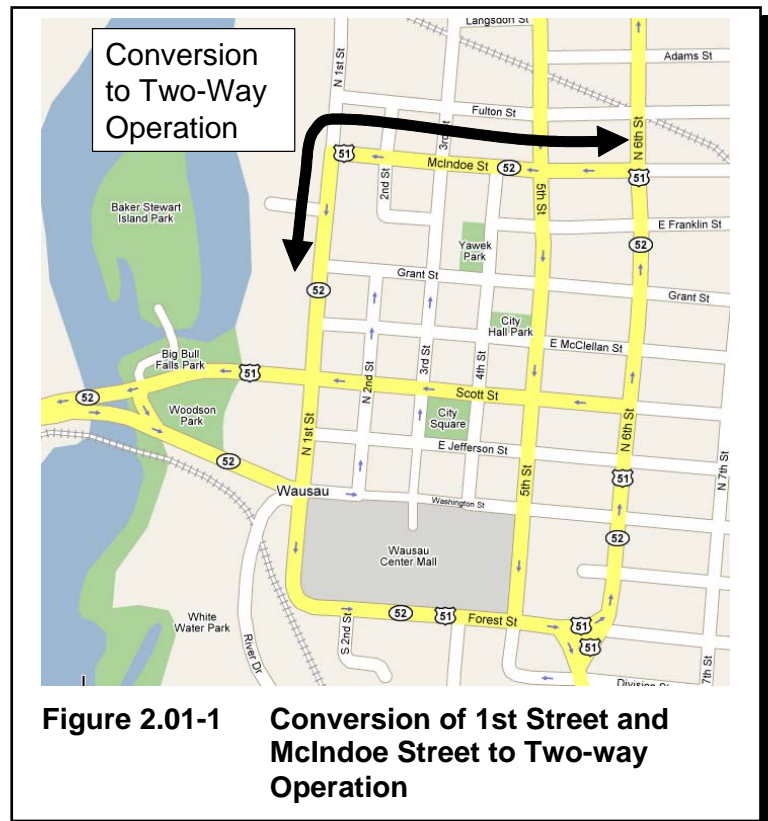 Conversion
to Two-Way
Operation
Langsdon St
Adams St
N 1st St
Fulton St
3rd St
N 6th St
51
McIndoe St
52
51
2nd St
5th St
Baker Stewart
Island Park
E Franklin St
Yawek
Park
52
Grant St
Grant St
52
City
Hall Park
E McClellan St
Big Bull
Falls Park
51
N 2nd St
3rd St
4th St
52
Scott St
Woodson
Park
City
Square
N 1st St
N 6th St
E Jefferson St
52
5th St
N 7th St
51
Wausau
Washington St
52
Wausau
Center Mall
White
Water Park
52
51
Forest St
51
51
River Dr
S 2nd St
Division St
7th St
Figure 2.01-1 Conversion of 1st Street and
McIndoe Street to Two-way
Operation